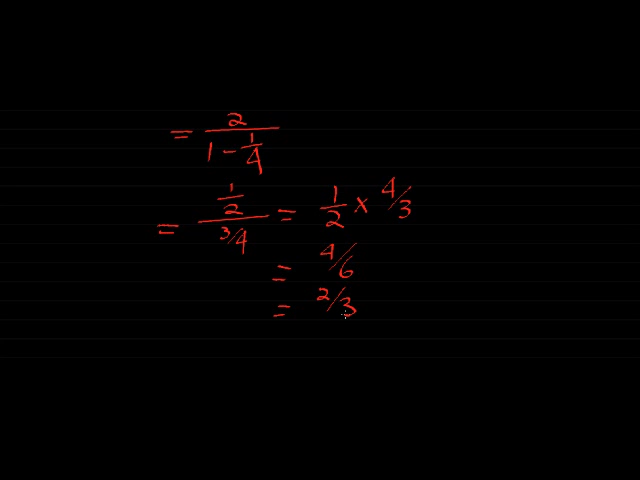 = 2 / (1 - 1/4)
= (1/2) / (3/4) = 1/2 × 4/3
= 4/6
= 2/3